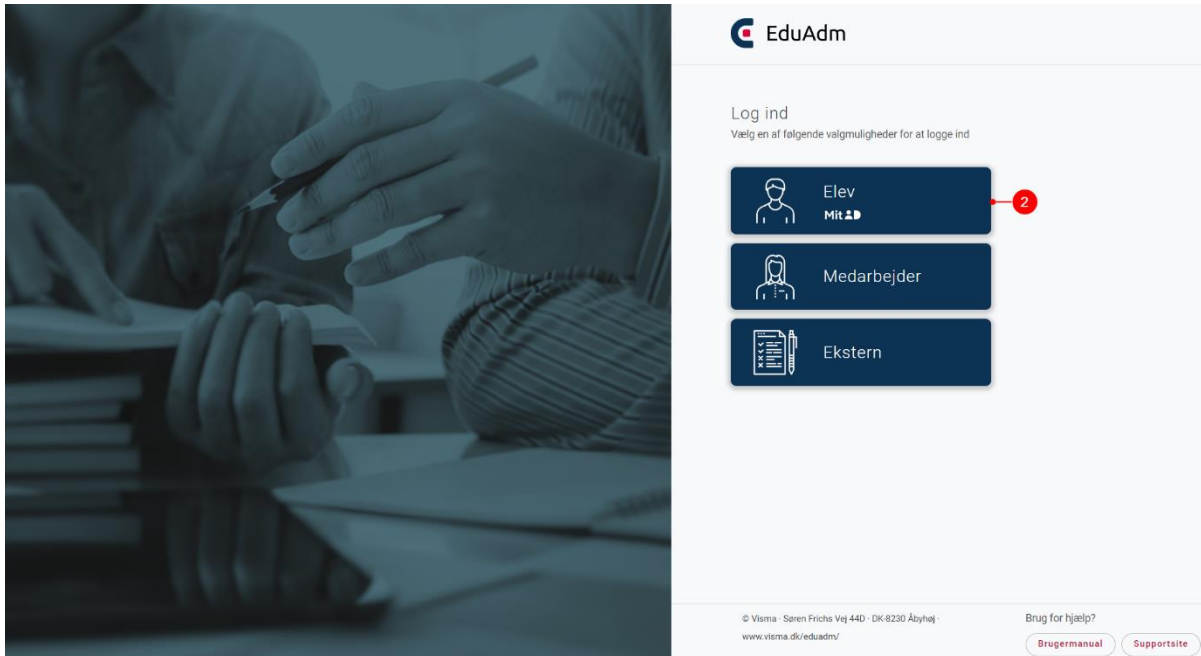 EduAdm
Log ind
Vælg en af følgende valgmuligheder for at logge ind
Elev
Mit
2
Medarbejder
Ekstern
© Visma · Søren Frichs Vej 44D · DK-8230 Åbyhøj ·
www.visma.dk/eduadm/
Brug for hjælp?
Brugermanual
Supportsite